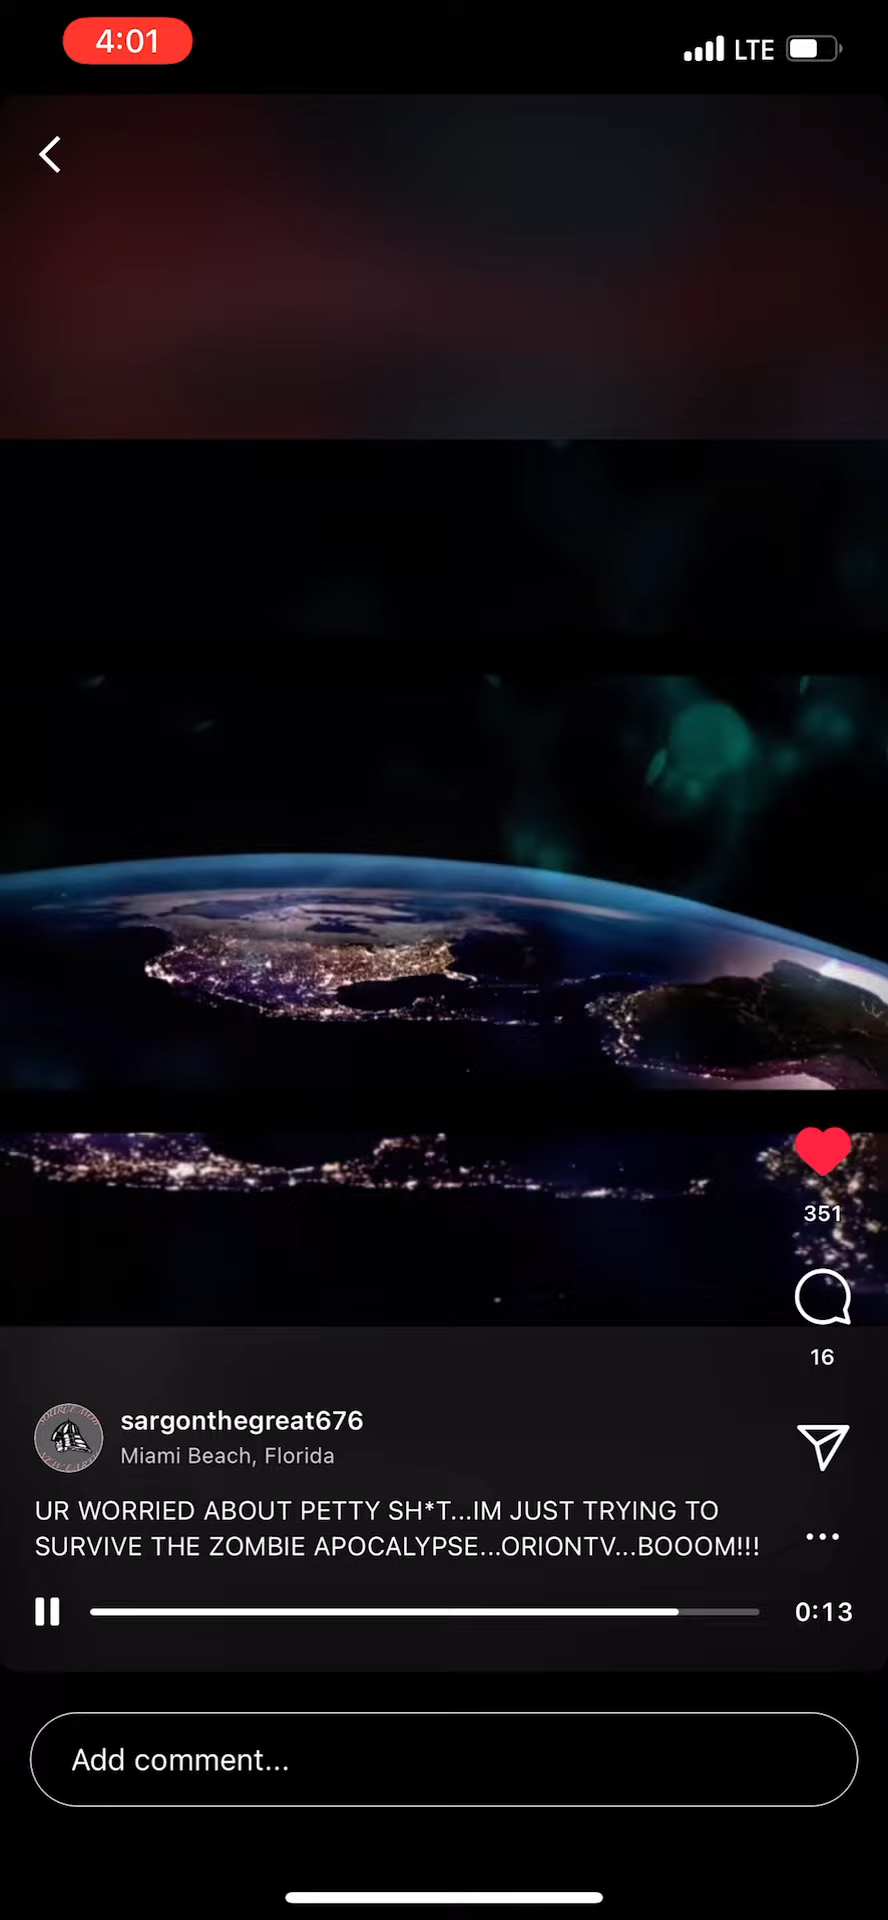 4:01
LTE
351
16
sargonthegreat676
Miami Beach, Florida
UR WORRIED ABOUT PETTY SH*T...IM JUST TRYING TO
SURVIVE THE ZOMBIE APOCALYPSE...ORIONTV...BOOOM!!!
0:13
Add comment...